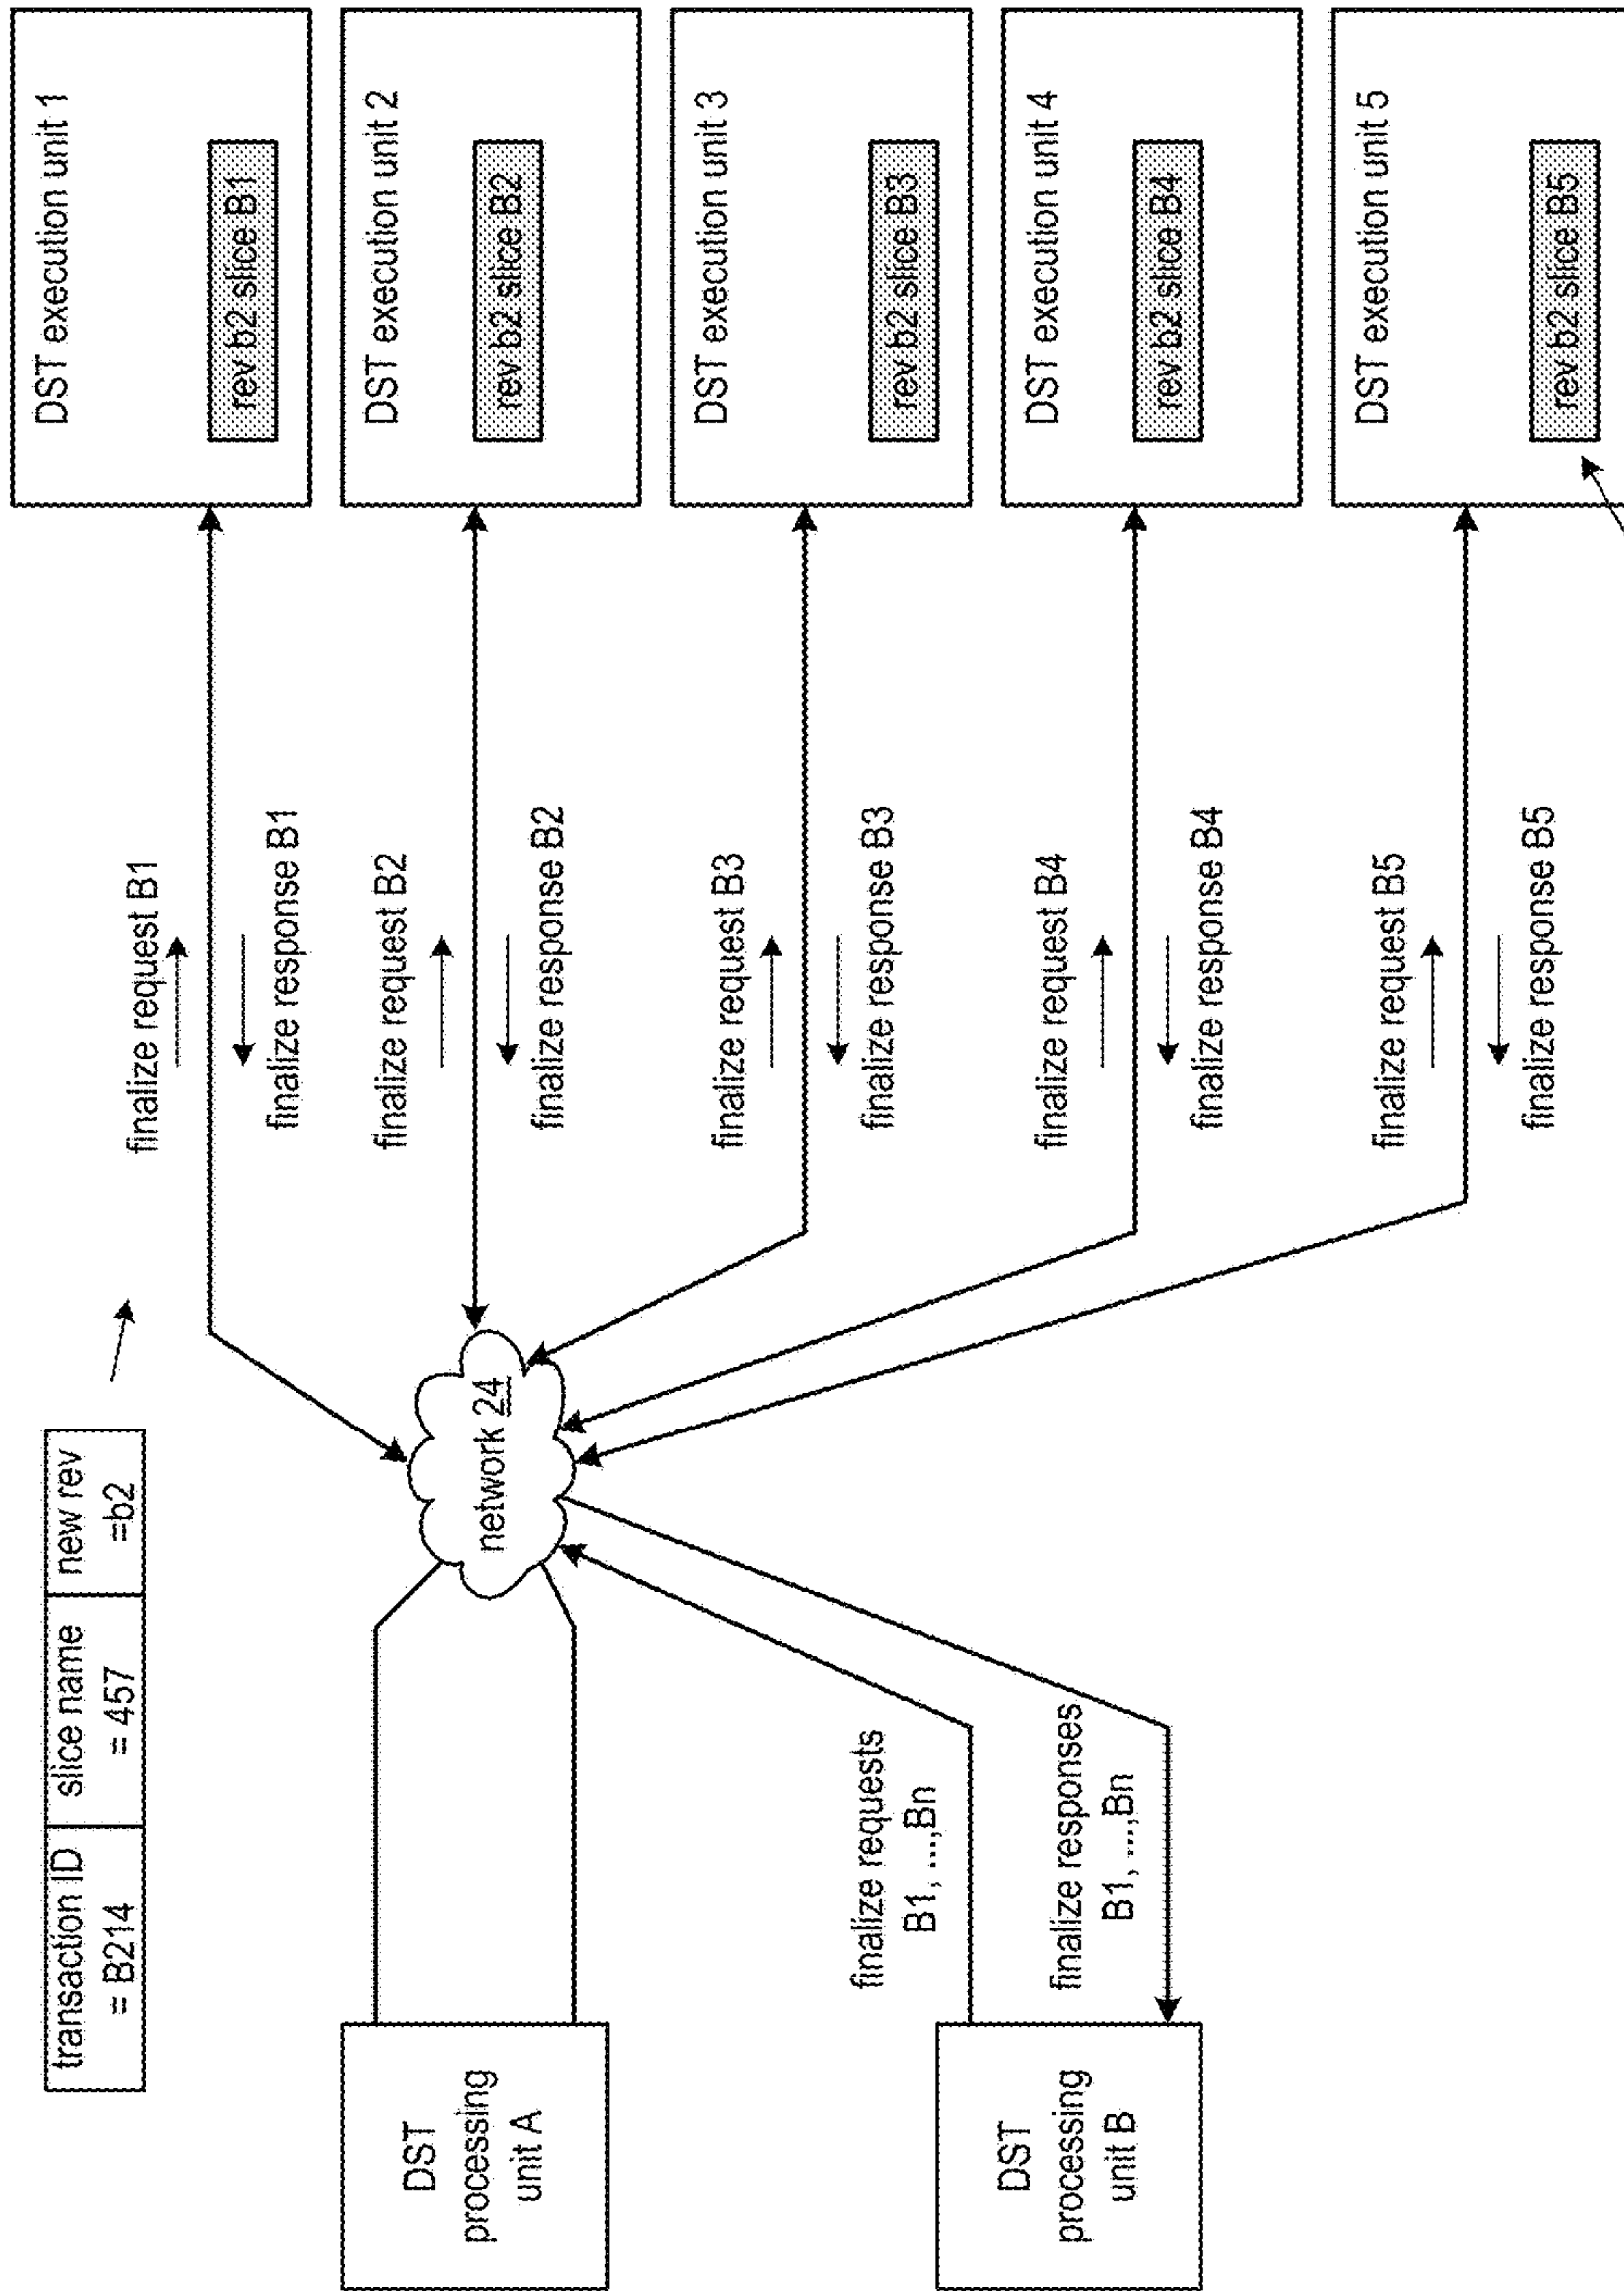 transaction ID
= B214
slice name
= 457
new rev
=b2
DST
processing
unit A
DST
processing
unit B
finalize requests
B1, ...,Bn
finalize responses
B1, ...,Bn
network 24
finalize request B1
finalize response B1
finalize request B2
finalize response B2
finalize request B3
finalize response B3
finalize request B4
finalize response B4
finalize request B5
finalize response B5
DST execution unit 1
rev b2 slice B1
DST execution unit 2
rev b2 slice B2
DST execution unit 3
rev b2 slice B3
DST execution unit 4
rev b2 slice B4
DST execution unit 5
rev b2 slice B5